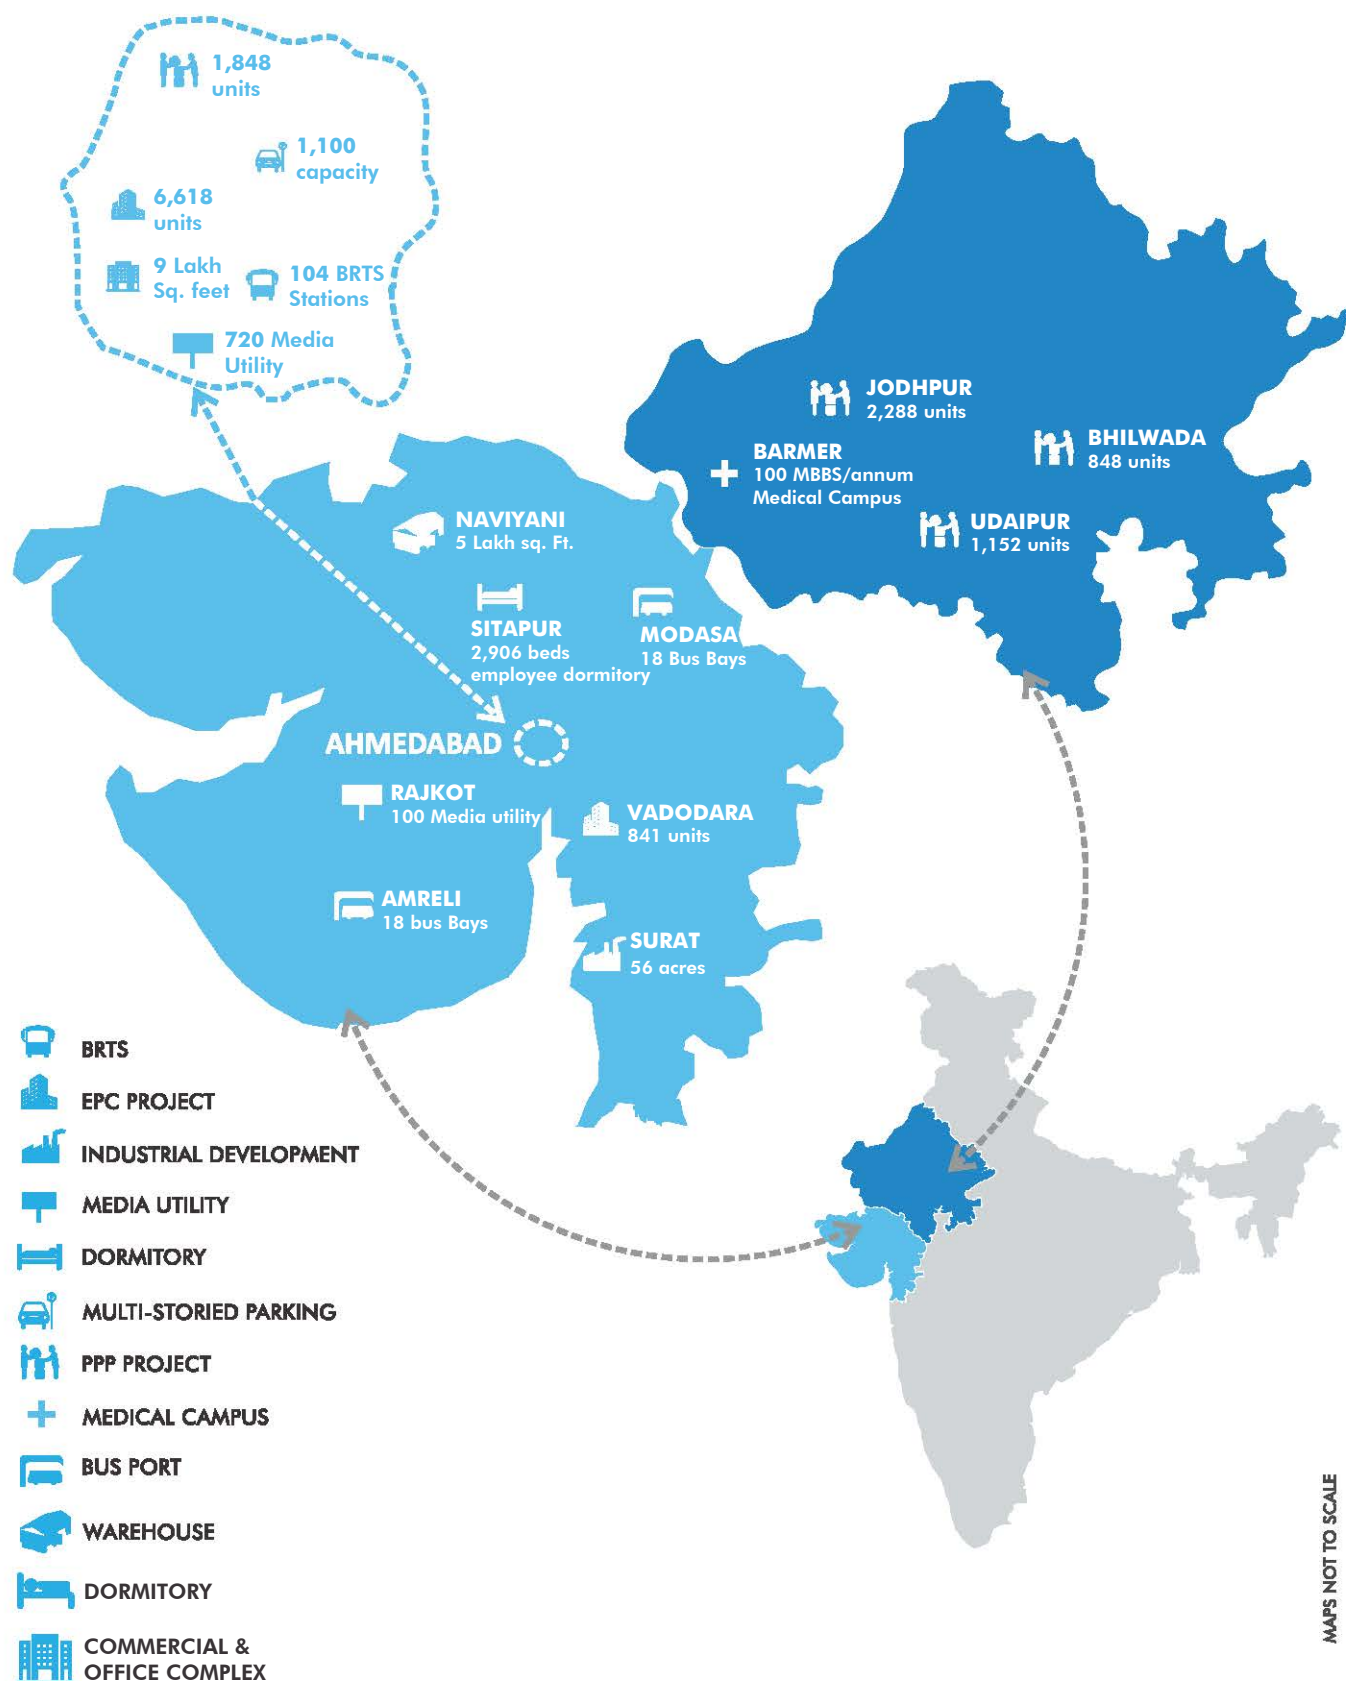 1,848
units
1,100
capacity
6,618
units
9 Lakh
Sq. feet
104 BRTS
Stations
720 Media
Utility
JODHPUR
2,288 units
BHILWADA
848 units
BARMER
100 MBBS/annum
Medical Campus
UDAIPUR
1,152 units
NAVIYANI
5 Lakh sq. Ft.
SITAPUR
2,906 beds
employee dormitory
MODASA
18 Bus Bays
AHMEDABAD
RAJKOT
100 Media utility
VADODARA
841 units
AMRELI
18 bus Bays
SURAT
56 acres
BRTS
EPC PROJECT
INDUSTRIAL DEVELOPMENT
MEDIA UTILITY
DORMITORY
MULTI-STORIED PARKING
PPP PROJECT
MEDICAL CAMPUS
BUS PORT
WAREHOUSE
DORMITORY
COMMERCIAL &
OFFICE COMPLEX
MAPS NOT TO SCALE